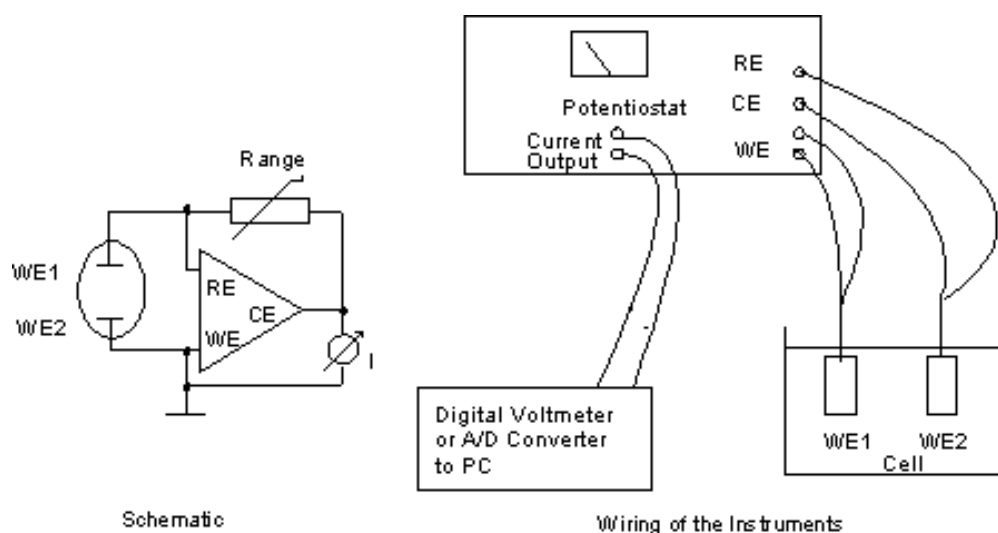 Range
WE1
WE2
RE
CE
WE
I
Schematic
RE
CE
WE
Potentiostat
Current
Output
Digital Voltmeter
or A/D Converter
to PC
WE1
WE2
Cell
Wiring of the Instruments